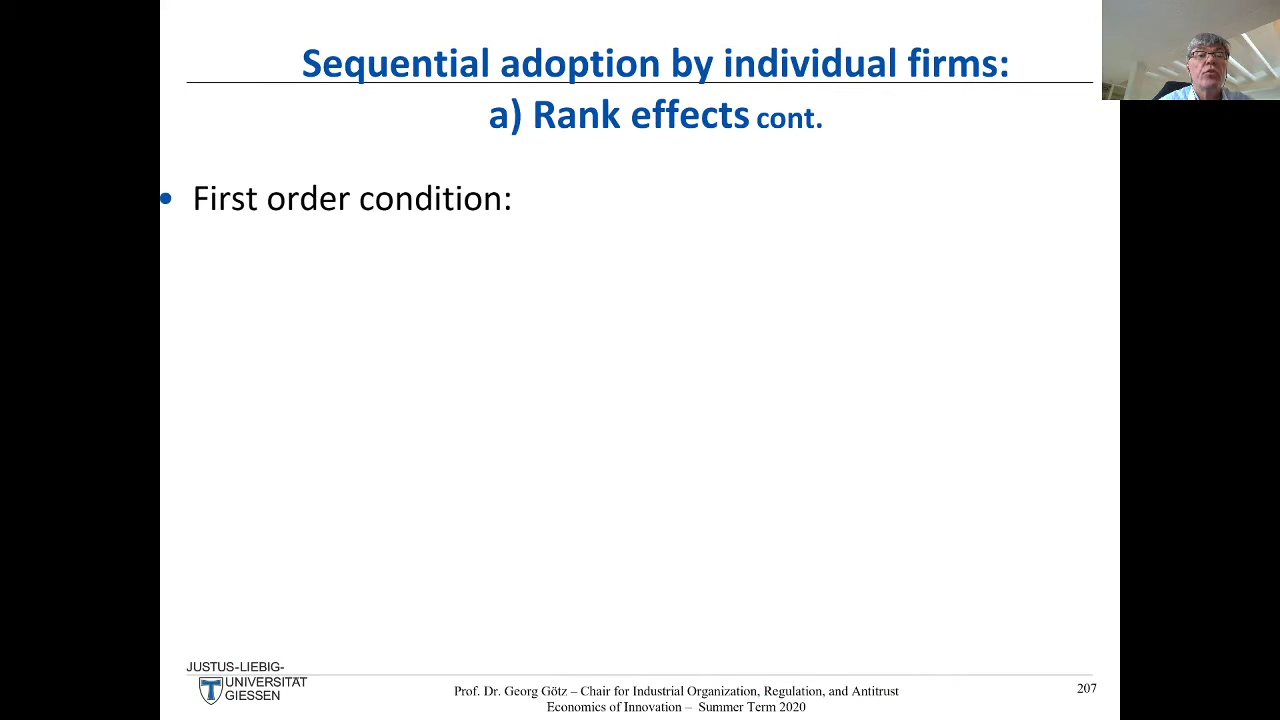 Sequential adoption by individual firms:
a) Rank effects cont.
• First order condition:
JUSTUS-LIEBIG-
UNIVERSITÄT
GIESSEN
Prof. Dr. Georg Götz – Chair for Industrial Organization, Regulation, and Antitrust
Economics of Innovation – Summer Term 2020
207